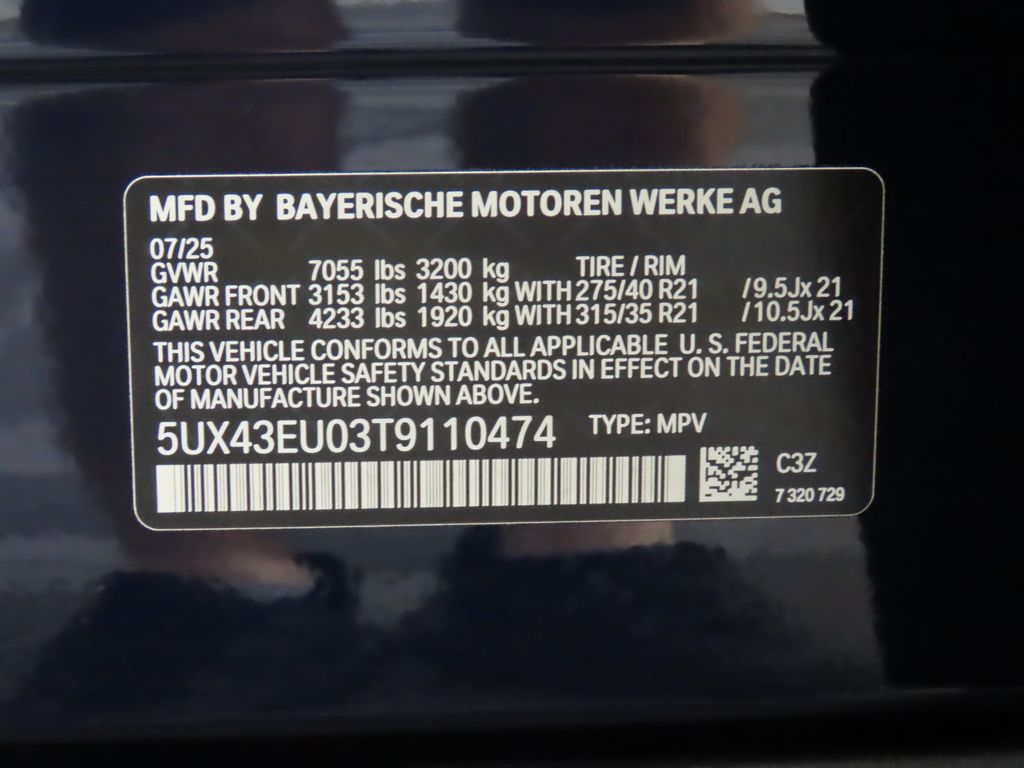 MFD BY BAYERISCHE MOTOREN WERKE AG
07/25
GVWR 7055 lbs 3200 kg TIRE / RIM
GAWR FRONT 3153 lbs 1430 kg WITH 275/40 R21 /9.5Jx 21
GAWR REAR 4233 lbs 1920 kg WITH 315/35 R21 /10.5Jx 21
THIS VEHICLE CONFORMS TO ALL APPLICABLE U. S. FEDERAL
MOTOR VEHICLE SAFETY STANDARDS IN EFFECT ON THE DATE
OF MANUFACTURE SHOWN ABOVE.
5UX43EU03T9110474 TYPE: MPV
C3Z
7 320 729